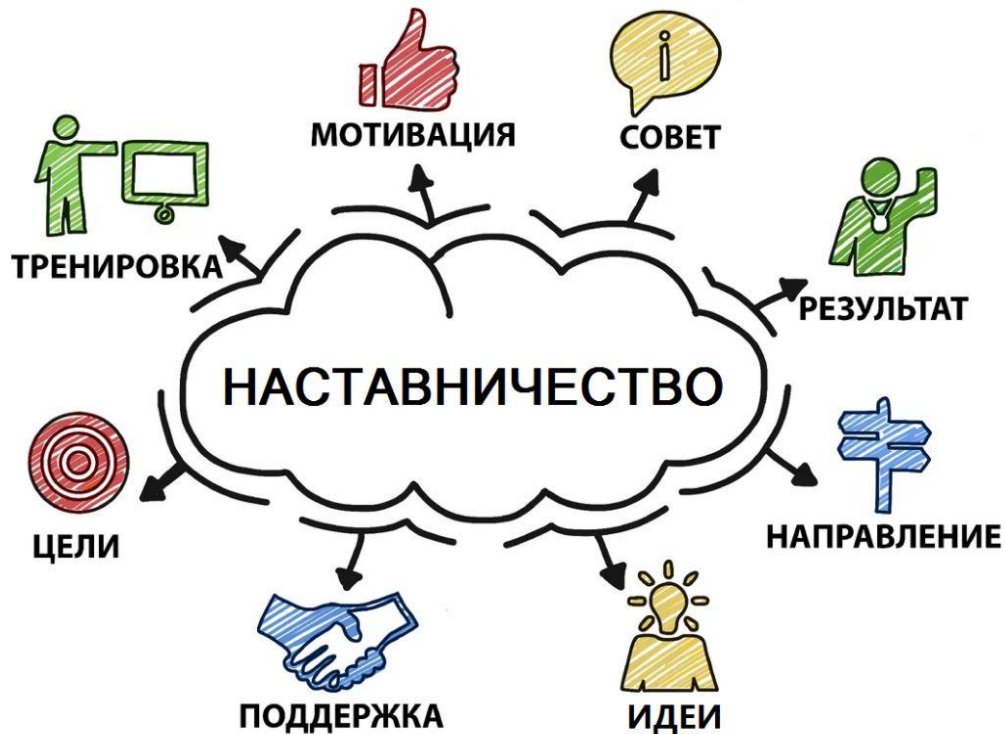 МОТИВАЦИЯ
СОВЕТ
ТРЕНИРОВКА
РЕЗУЛЬТАТ
НАСТАВНИЧЕСТВО
ЦЕЛИ
НАПРАВЛЕНИЕ
ПОДДЕРЖКА
ИДЕИ